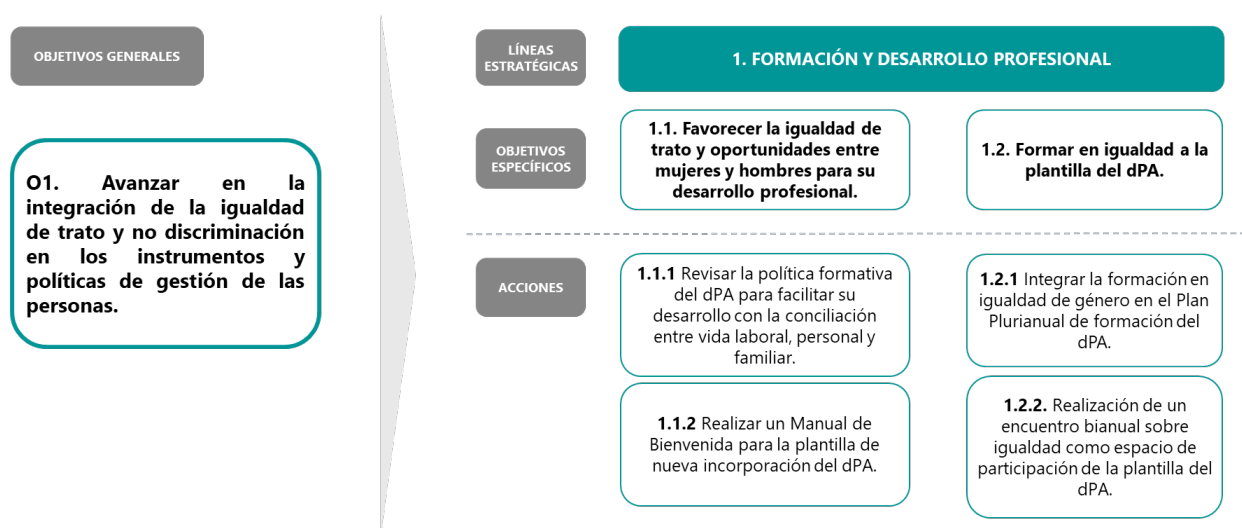 OBJETIVOS GENERALES
O1. Avanzar en la
integración de la igualdad
de trato y no discriminación
en los instrumentos y
políticas de gestión de las
personas.
LÍNEAS
ESTRATÉGICAS
1. FORMACIÓN Y DESARROLLO PROFESIONAL
OBJETIVOS
ESPECÍFICOS
1.1. Favorecer la igualdad de
trato y oportunidades entre
mujeres y hombres para su
desarrollo profesional.
1.2. Formar en igualdad a la
plantilla del dPA.
ACCIONES
1.1.1 Revisar la política formativa
del dPA para facilitar su
desarrollo con la conciliación
entre vida laboral, personal y
familiar.
1.2.1 Integrar la formación en
igualdad de género en el Plan
Plurianual de formación del
dPA.
1.1.2 Realizar un Manual de
Bienvenida para la plantilla de
nueva incorporación del dPA.
1.2.2. Realización de un
encuentro bianual sobre
igualdad como espacio de
participación de la plantilla del
dPA.